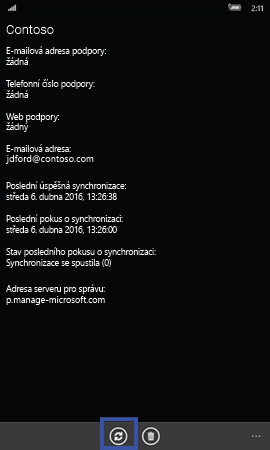 2:11
Contoso
E-mailová adresa podpory:
žádná
Telefonní číslo podpory:
žádná
Web podpory:
žádný
E-mailová adresa:
jdford@contoso.com
Poslední úspěšná synchronizace:
středa 6. dubna 2016, 13:26:38
Poslední pokus o synchronizaci:
středa 6. dubna 2016, 13:26:00
Stav posledního pokusu o synchronizaci:
Synchronizace se spustila (0)
Adresa serveru pro správu:
p.manage-microsoft.com